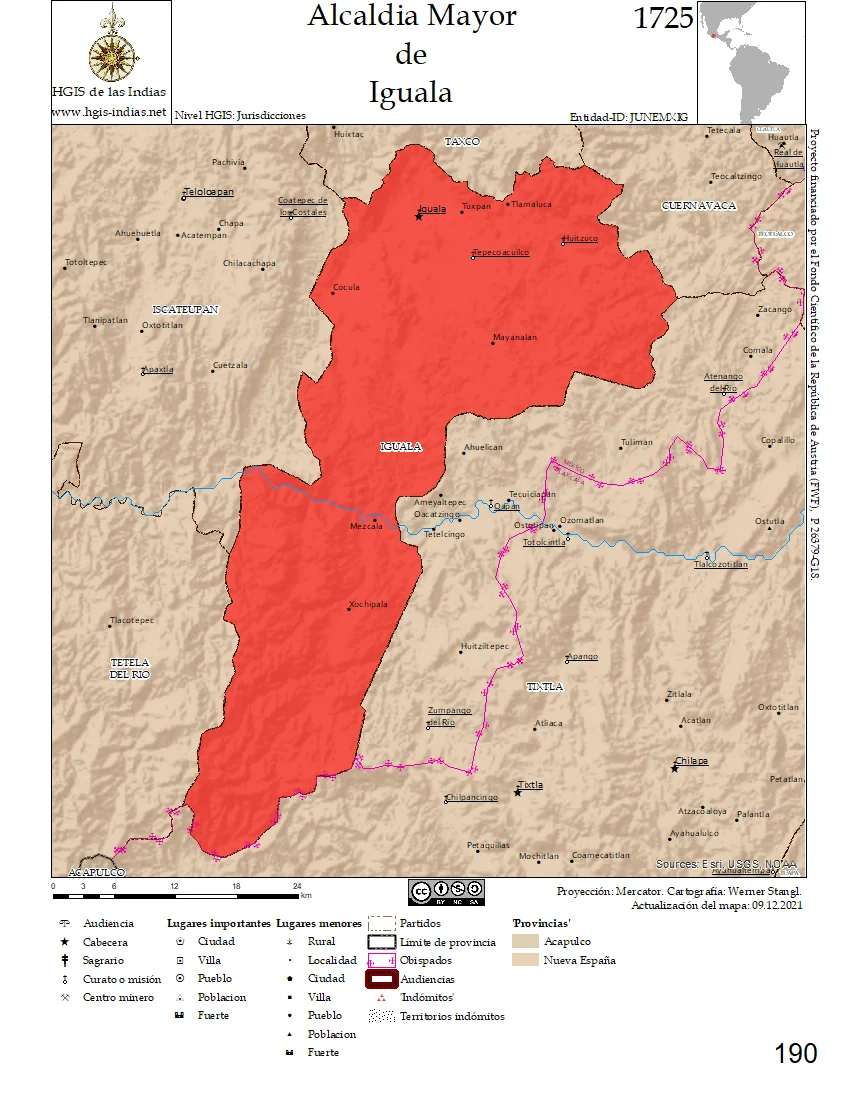 Alcaldia Mayor
de
Iguala
1725
HGIS de las Indias
www.hgis-indias.net
Nivel HGIS: Jurisdicciones
Entidad-ID: JUNEMXIG
Huixtac
TAXCO
Tetecala
Huautla
Real de
Huautla
Pachivia
Teocaltzingo
Teloloapan
Coatepec de
los Costales
Iguala
Tuxpan
Tlamaluca
CUERNAVACA
Chapa
Ahuehuetla
Acatempan
Huitzuco
Tepecoacuilco
Totoltepec
Chilacachapa
Cocula
ISCATEUPAN
Zacango
Tlanipatlan
Oxtotitlan
Mayanalan
Comala
Apaxtla
Cuetzala
Atenango
del Rio
IGUALA
Ahuelican
Tuliman
Copalillo
MEXICO
TLAXCALA
Ameyaltepec
Tecuiciapan
Oapan
Oacatzingo
Mezcala
Tetelcingo
Ostotipan
Ozomatlan
Totolcintla
Ostutla
Tlalcozotitlan
Xochipala
Tlacotepec
Huitziltepec
Apango
TETELA
DEL RIO
TIXTLA
Zitlala
Zumpango
del Rio
Oxtotitlan
Atliaca
Acatlan
Chilapa
Petatlan
Tixtla
Chilpancingo
Atzacoaloya
Palantla
Ayahualulco
Petaquillas
Mochitlan
Coamecatitlan
ACAPULCO
Sources: Esri, USGS, NOAA
Proyecto financiado por el Fondo Científico de la República de Austria (FWF), P 26379-G18.
0 3 6 12 18 24
km
CC BY NC SA
Proyección: Mercator. Cartografía: Werner Stangl.
Actualización del mapa: 09.12.2021
Audiencia
Cabecera
Sagrario
Curato o misión
Centro minero
Lugares importantes
Ciudad
Villa
Pueblo
Poblacion
Fuerte
Lugares menores
Rural
Localidad
Ciudad
Villa
Pueblo
Poblacion
Fuerte
Partidos
Límite de provincia
Obispados
Audiencias
'Indómitos'
Territorios indómitos
'Provincias'
Acapulco
Nueva España
190